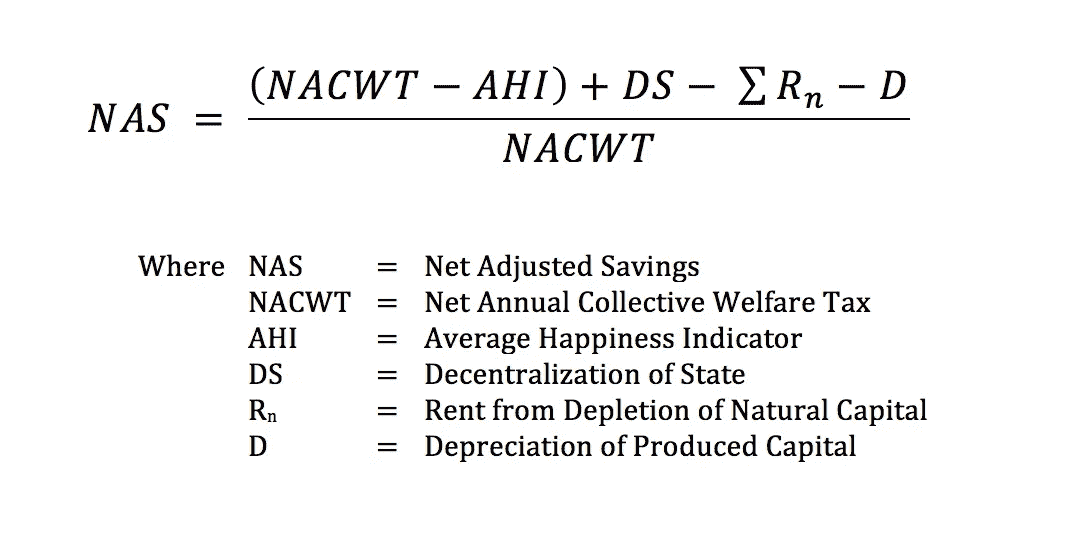 NAS = (NACWT − AHI) + DS − ∑ Rₙ − D
NACWT
Where NAS = Net Adjusted Savings
NACWT = Net Annual Collective Welfare Tax
AHI = Average Happiness Indicator
DS = Decentralization of State
Rₙ = Rent from Depletion of Natural Capital
D = Depreciation of Produced Capital